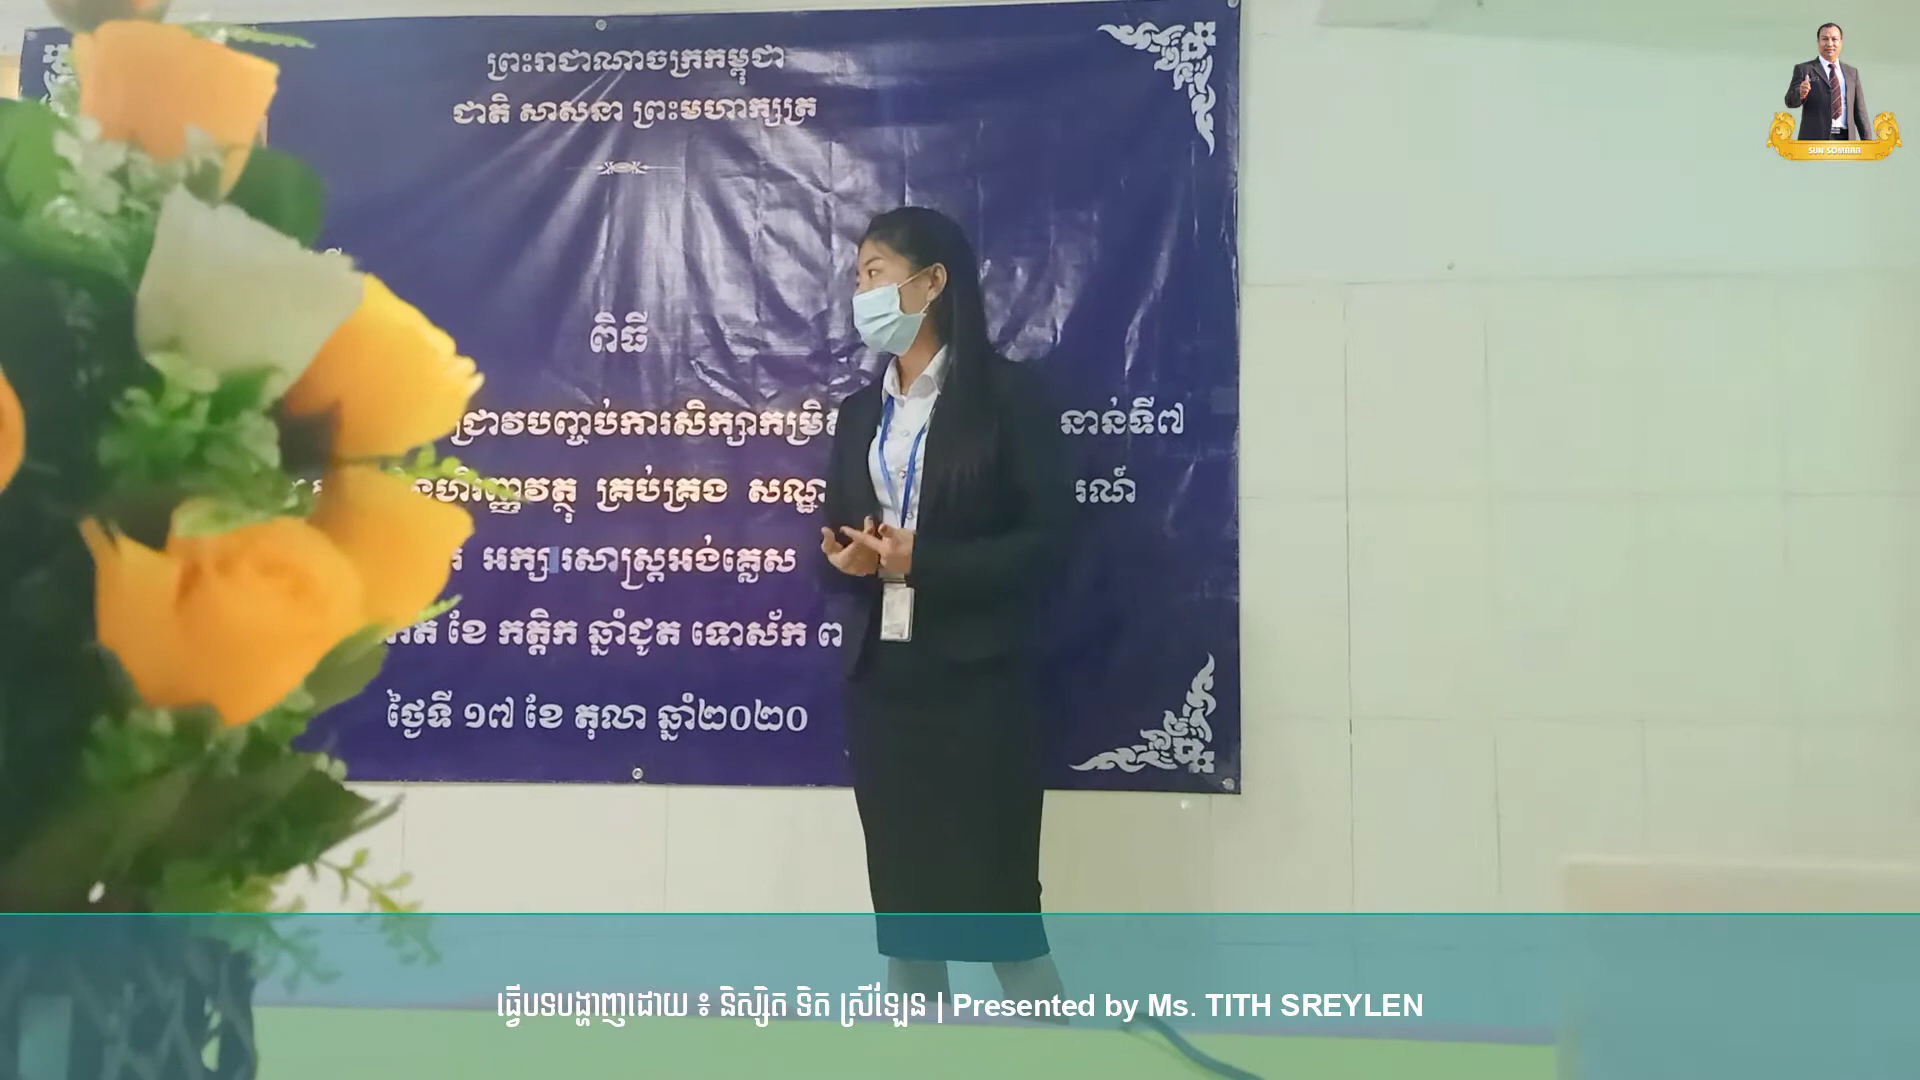 ព្រះរាជាណាចក្រកម្ពុជា
ជាតិ សាសនា ព្រះមហាក្សត្រ
SUN SOMBRA
ពិធី
ជ្រាវបញ្ចប់ការសិក្សាកម្រិត នាន់ទី៧
ហិរញ្ញវត្ថុ គ្រប់គ្រង សណ្ឋា រណ៍
អក្សរសាស្ត្រអង់គ្លេស
ខែ កត្តិក ឆ្នាំជូត ទោស័ក ព
ថ្ងៃទី ១៧ ខែ តុលា ឆ្នាំ២០២០
ធ្វើបទបង្ហាញដោយ ៖ និស្សិត ទិត ស្រីឡែន | Presented by Ms. TITH SREYLEN